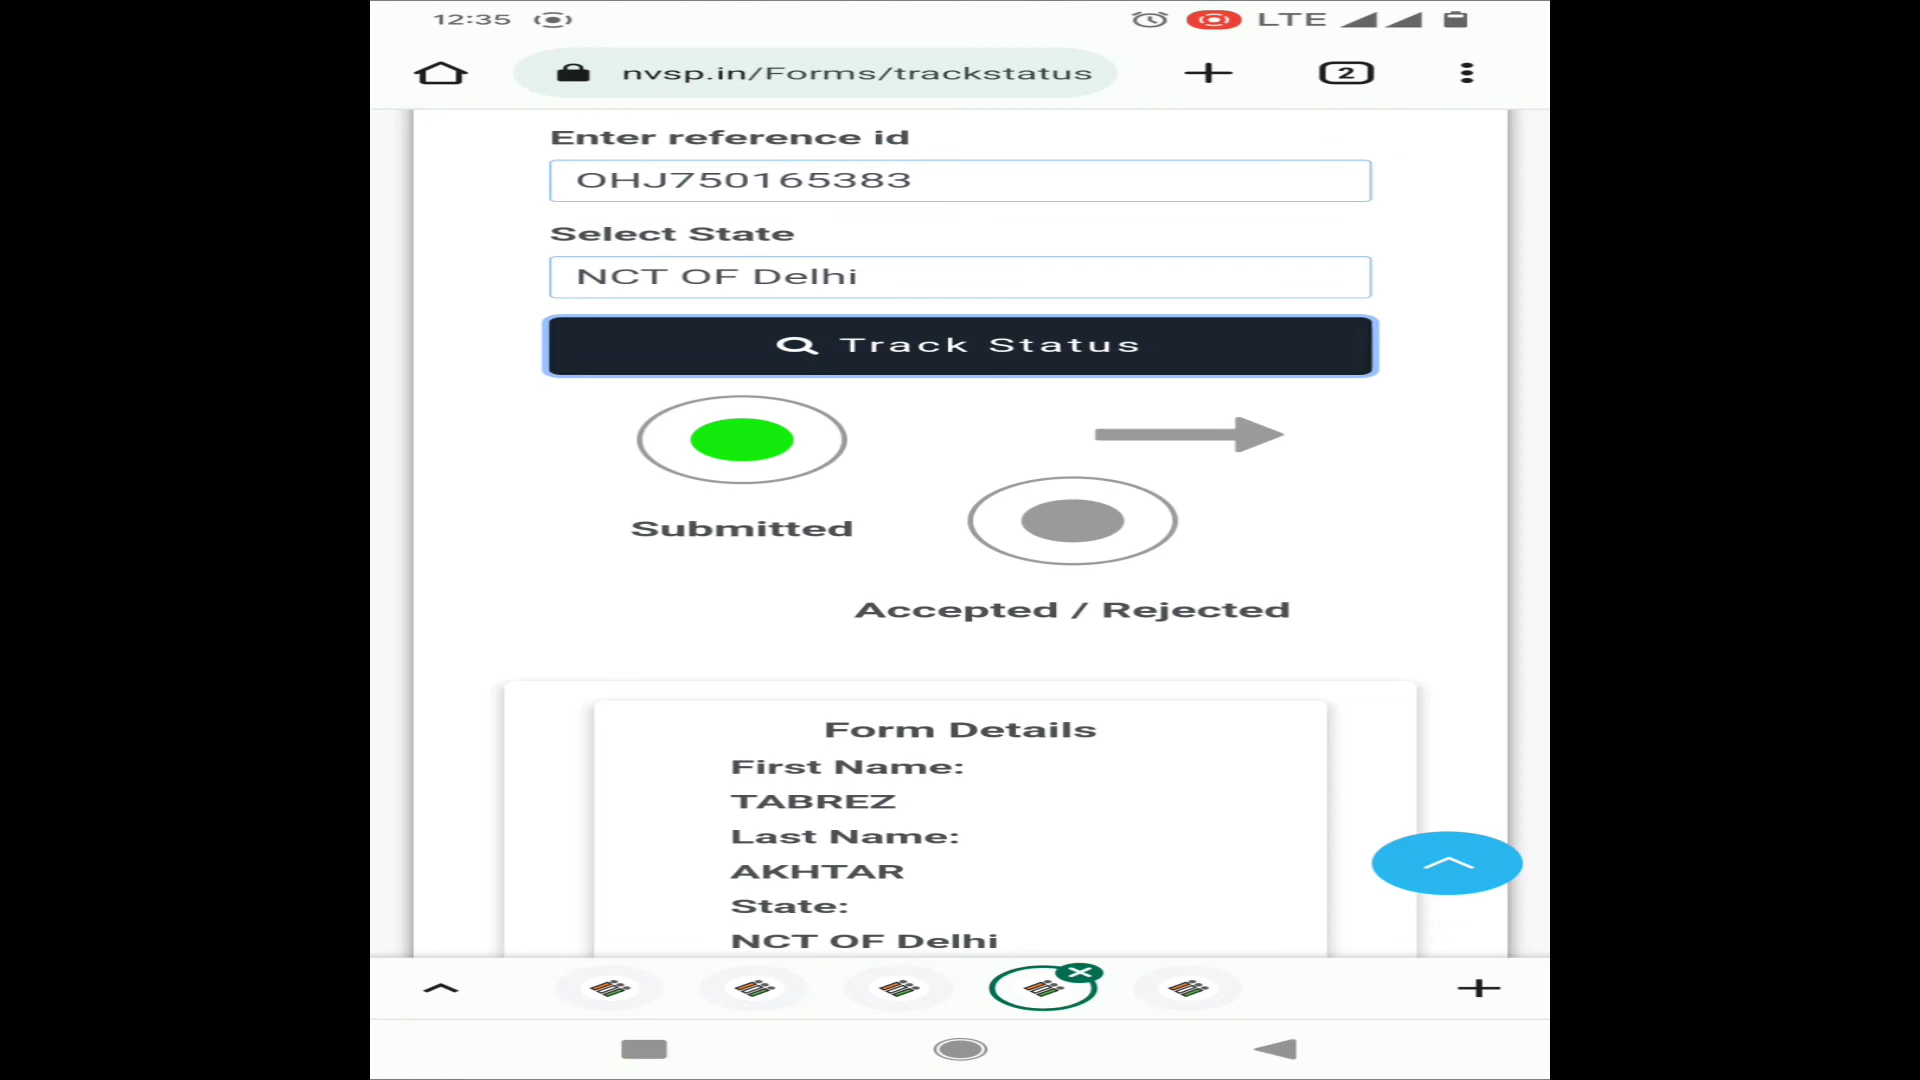 12:35
LTE
nvsp.in/Forms/trackstatus
2
Enter reference id
OHJ750165383
Select State
NCT OF Delhi
Track Status
Submitted
Accepted / Rejected
Form Details
First Name:
TABREZ
Last Name:
AKHTAR
State:
NCT OF Delhi